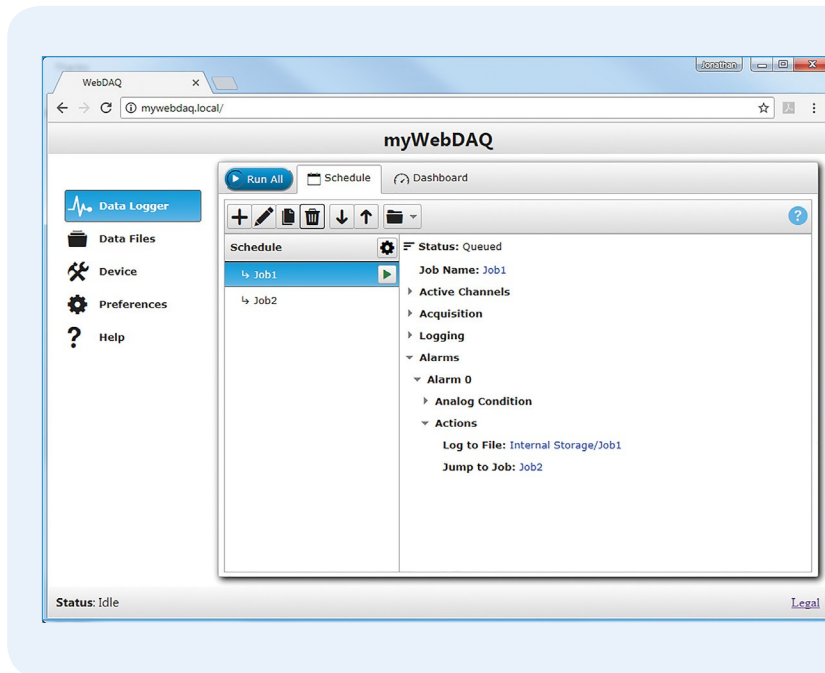 Jonathan
WebDAQ
mywebdaq.local/
myWebDAQ
Run All
Schedule
Dashboard
Data Logger
Data Files
Device
Preferences
Help
Schedule
Job1
Job2
Status: Queued
Job Name: Job1
Active Channels
Acquisition
Logging
Alarms
Alarm 0
Analog Condition
Actions
Log to File: Internal Storage/Job1
Jump to Job: Job2
Status: Idle
Legal